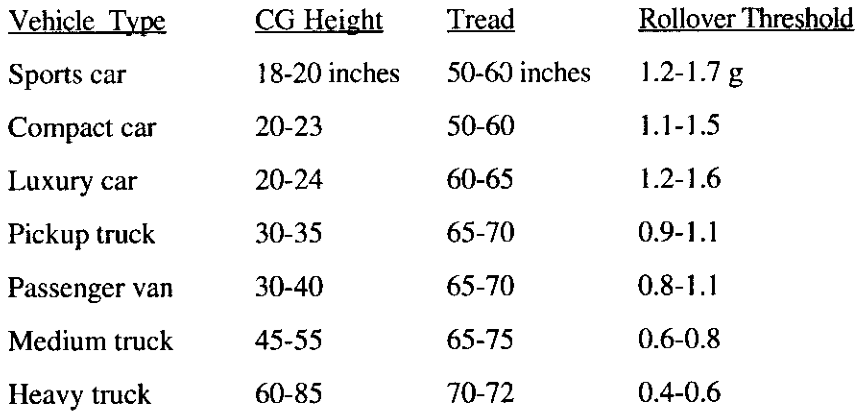 Vehicle Type CG Height Tread Rollover Threshold
Sports car 18-20 inches 50-60 inches 1.2-1.7 g
Compact car 20-23 50-60 1.1-1.5
Luxury car 20-24 60-65 1.2-1.6
Pickup truck 30-35 65-70 0.9-1.1
Passenger van 30-40 65-70 0.8-1.1
Medium truck 45-55 65-75 0.6-0.8
Heavy truck 60-85 70-72 0.4-0.6